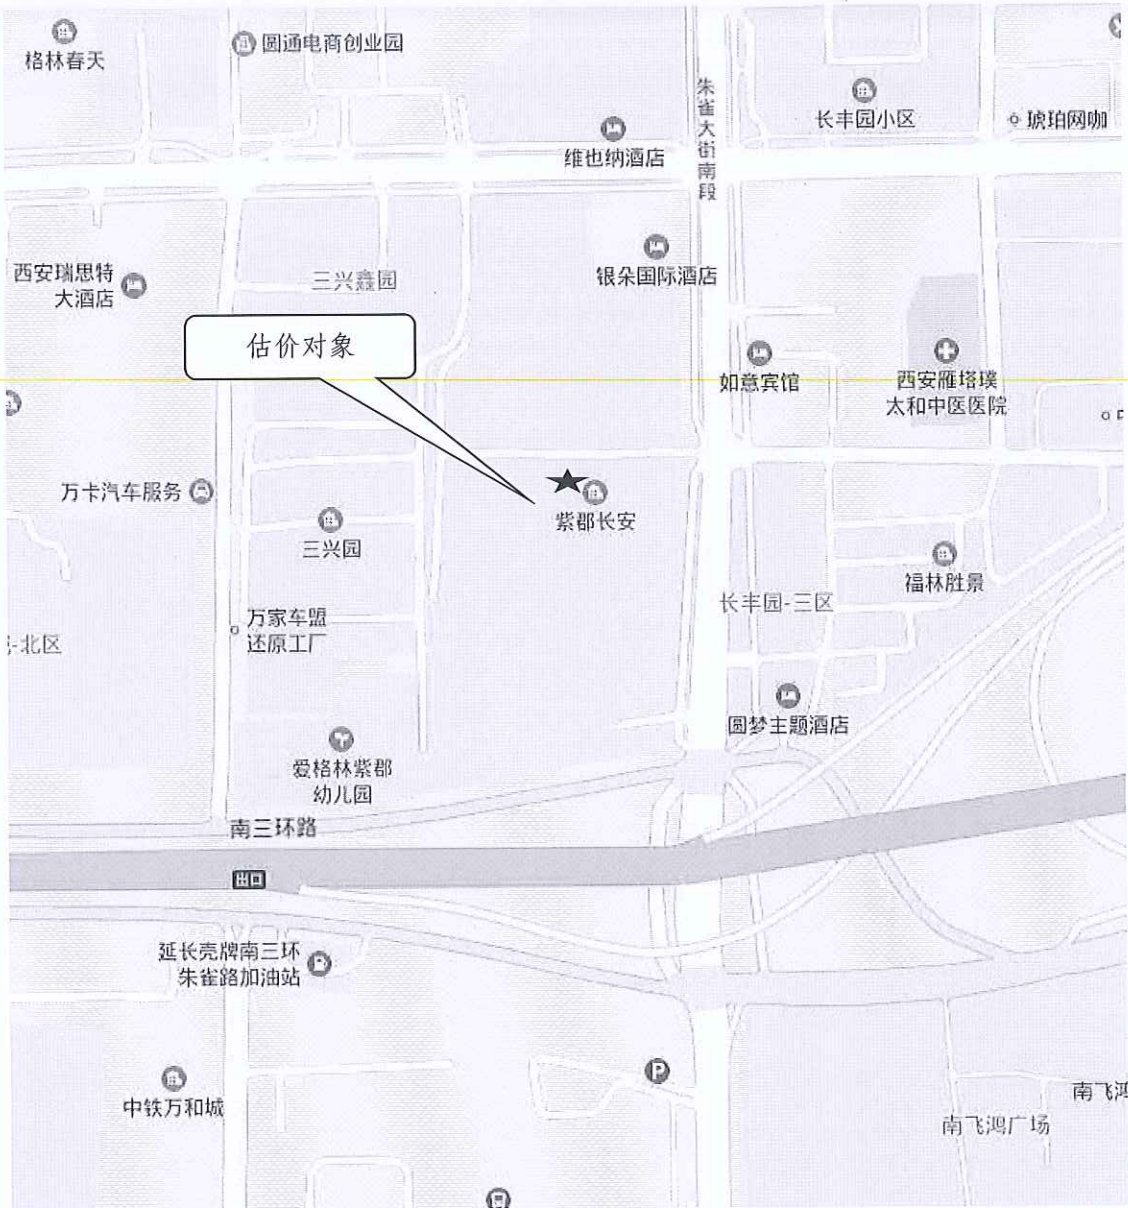 格林春天
圆通电商创业园
朱雀大街南段
长丰园小区
琥珀网咖
维也纳酒店
西安瑞思特
大酒店
三兴鑫园
银朵国际酒店
估价对象
如意宾馆
西安雁塔璞
太和中医医院
万卡汽车服务
紫郡长安
三兴园
福林胜景
长丰园-三区
万家车盟
还原工厂
-北区
圆梦主题酒店
爱格林紫郡
幼儿园
南三环路
出口
延长壳牌南三环
朱雀路加油站
P
中铁万和城
南飞鸿
南飞鸿广场